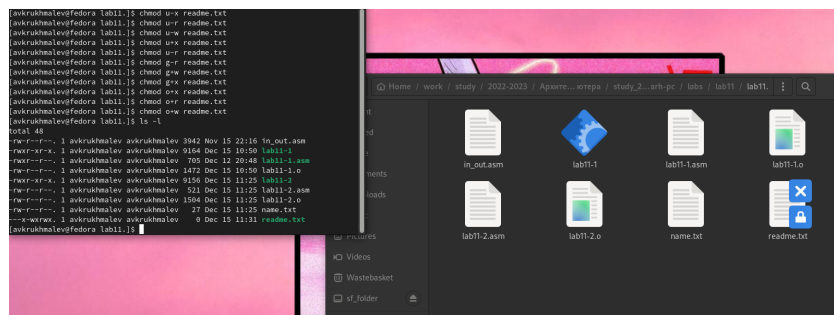 [avkrukhmalev@fedora lab11.]$ chmod u-x readme.txt
[avkrukhmalev@fedora lab11.]$ chmod u-r readme.txt
[avkrukhmalev@fedora lab11.]$ chmod u-w readme.txt
[avkrukhmalev@fedora lab11.]$ chmod u+x readme.txt
[avkrukhmalev@fedora lab11.]$ chmod u-r readme.txt
[avkrukhmalev@fedora lab11.]$ chmod g-r readme.txt
[avkrukhmalev@fedora lab11.]$ chmod g+w readme.txt
[avkrukhmalev@fedora lab11.]$ chmod g+x readme.txt
[avkrukhmalev@fedora lab11.]$ chmod o+x readme.txt
[avkrukhmalev@fedora lab11.]$ chmod o+r readme.txt
[avkrukhmalev@fedora lab11.]$ chmod o+w readme.txt
[avkrukhmalev@fedora lab11.]$ ls -l
total 48
-rw-r--r--. 1 avkrukhmalev avkrukhmalev 3942 Nov 15 22:16 in_out.asm
-rwxr-xr-x. 1 avkrukhmalev avkrukhmalev 9164 Dec 15 10:50 lab11-1
-rwxr--r--. 1 avkrukhmalev avkrukhmalev 705 Dec 12 20:48 lab11-1.asm
-rw-r--r--. 1 avkrukhmalev avkrukhmalev 1472 Dec 15 10:50 lab11-1.o
-rwxr-xr-x. 1 avkrukhmalev avkrukhmalev 9156 Dec 15 11:25 lab11-2
-rw-r--r--. 1 avkrukhmalev avkrukhmalev 521 Dec 15 11:25 lab11-2.asm
-rw-r--r--. 1 avkrukhmalev avkrukhmalev 1504 Dec 15 11:25 lab11-2.o
-rw-r--r--. 1 avkrukhmalev avkrukhmalev 27 Dec 15 11:25 name.txt
---x-wxrwx. 1 avkrukhmalev avkrukhmalev 0 Dec 15 11:31 readme.txt
[avkrukhmalev@fedora lab11.]$
Home / work / study / 2022-2023 / Архите…ютера / study_2…arh-pc / labs / lab11 / lab11.
in_out.asm lab11-1 lab11-1.asm lab11-1.o
lab11-2.asm lab11-2.o name.txt readme.txt
Pictures
Videos
Wastebasket
sf_folder